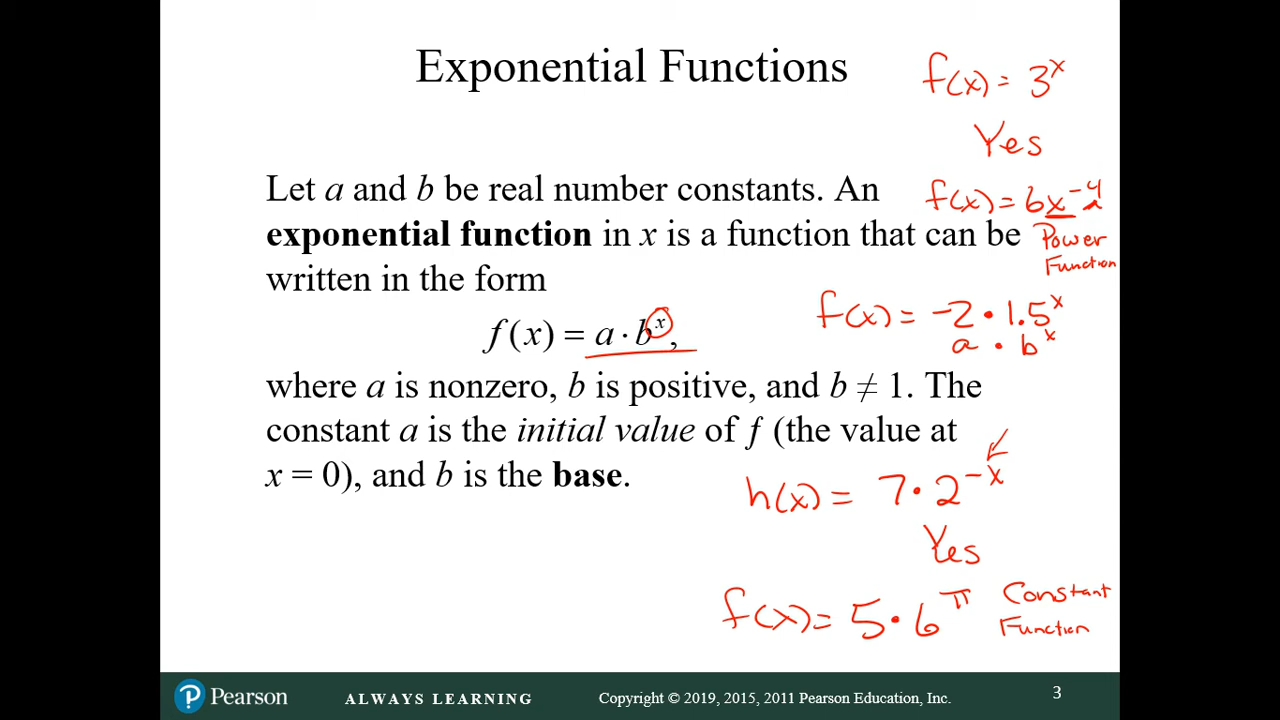 Exponential Functions
f(x) = 3^x
Yes
Let a and b be real number constants. An
exponential function in x is a function that can be
written in the form
f(x) = a · b^x,
where a is nonzero, b is positive, and b ≠ 1. The
constant a is the initial value of f (the value at
x = 0), and b is the base.
f(x) = 6x^-4
Power
Function
f(x) = -2 • 1.5^x
a • b^x
h(x) = 7 • 2^-x
Yes
f(x) = 5 • 6^π
Constant
Function
Pearson
ALWAYS LEARNING
Copyright © 2019, 2015, 2011 Pearson Education, Inc.
3